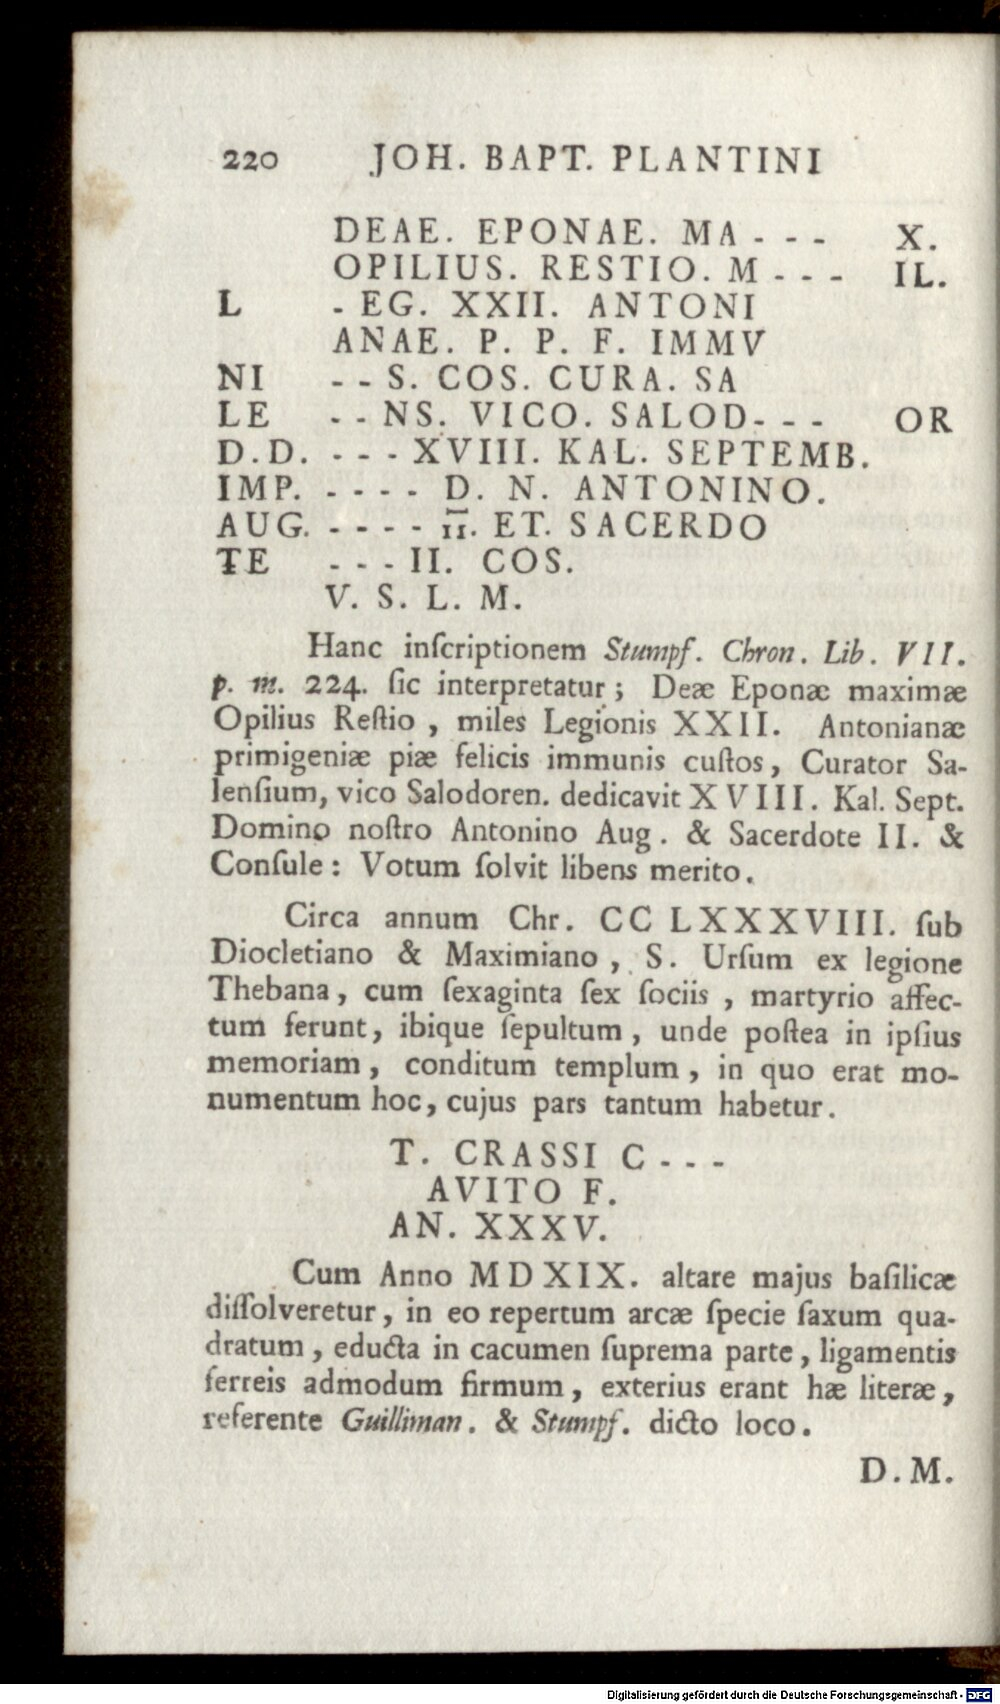 220 JOH. BAPT. PLANTINI
DEAE. EPONAE. MA - - - X.
OPILIUS. RESTIO. M - - - IL.
L - EG. XXII. ANTONI
ANAE. P. P. F. IMMV
NI - - S. COS. CURA. SA
LE - - NS. VICO. SALOD- - - OR
D.D. - - - XVIII. KAL. SEPTEMB.
IMP. - - - - D. N. ANTONINO.
AUG. - - - - I̅I̅. ET. SACERDO
TE - - - II. COS.
V. S. L. M.
Hanc inſcriptionem Stumpf. Chron. Lib. VII.
p. m. 224. ſic interpretatur; Deæ Eponæ maximæ
Opilius Reſtio, miles Legionis XXII. Antonianæ
primigeniæ piæ felicis immunis cuſtos, Curator Sa-
lenſium, vico Salodoren. dedicavit XVIII. Kal. Sept.
Domino noſtro Antonino Aug. & Sacerdote II. &
Conſule: Votum ſolvit libens merito.
Circa annum Chr. CC LXXXVIII. ſub
Diocletiano & Maximiano, S. Urſum ex legione
Thebana, cum ſexaginta ſex ſociis, martyrio affec-
tum ferunt, ibique ſepultum, unde poſtea in ipſius
memoriam, conditum templum, in quo erat mo-
numentum hoc, cujus pars tantum habetur.
T. CRASSI C - - -
AVITO F.
AN. XXXV.
Cum Anno MDXIX. altare majus baſilicæ
diſſolveretur, in eo repertum arcæ ſpecie ſaxum qua-
dratum, educta in cacumen ſuprema parte, ligamentis
ferreis admodum firmum, exterius erant hæ literæ,
referente Guilliman. & Stumpf. dicto loco.
D.M.
Digitalisierung gefördert durch die Deutsche Forschungsgemeinschaft - DFG